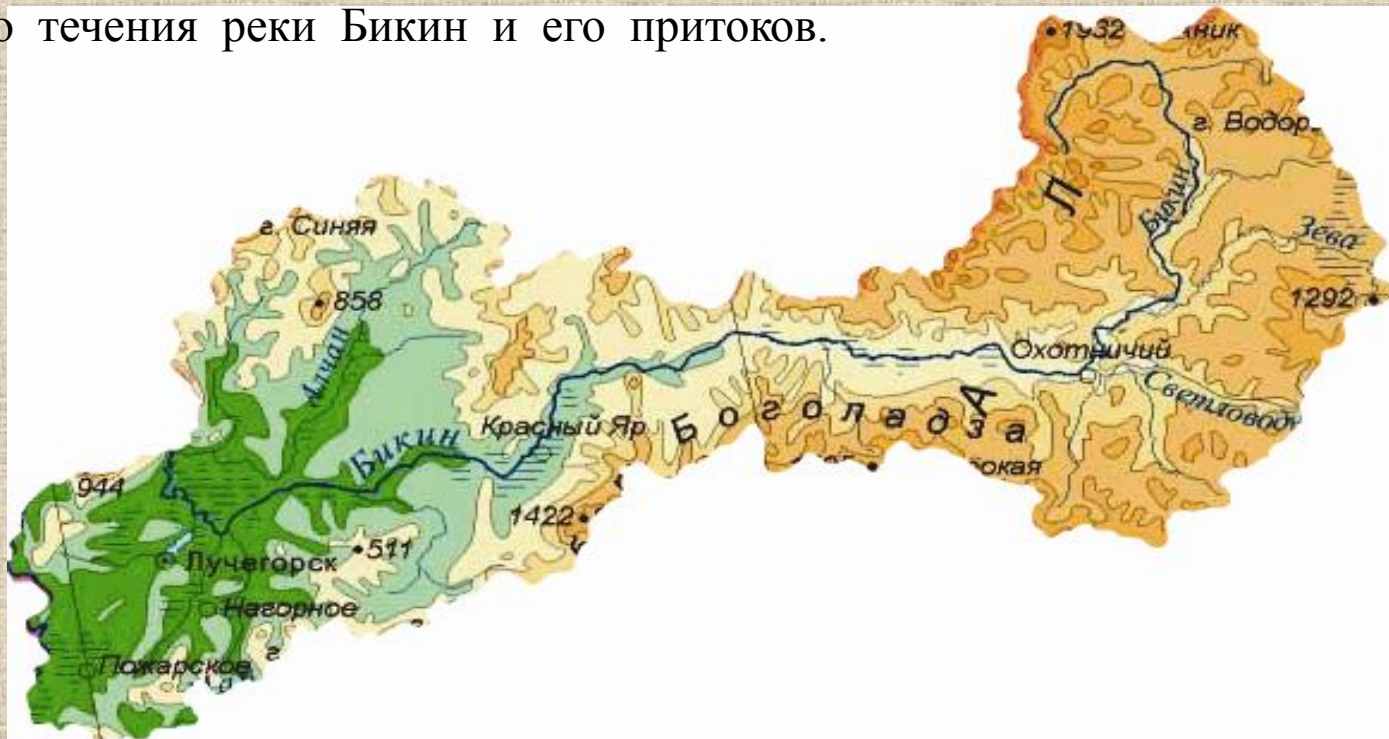 течения реки Бикин и его притоков.
1932
г. Синяя
858
Алчан
Бикин
Зева
1292
Охотничий
Светловодн
Красный Яр
Боголадза
Л
А
Бикин
944
1422
511
Лучегорск
Нагорное
Пожарское
г